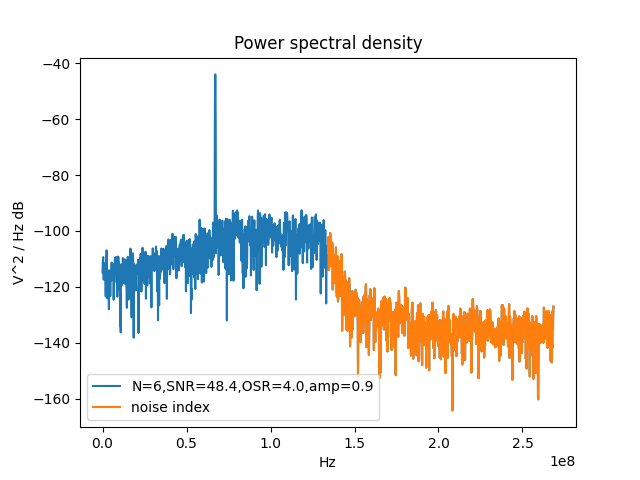 Power spectral density
V^2 / Hz dB
−40
−60
−80
−100
−120
−140
−160
N=6,SNR=48.4,OSR=4.0,amp=0.9
noise index
0.0 0.5 1.0 1.5 2.0 2.5
1e8
Hz